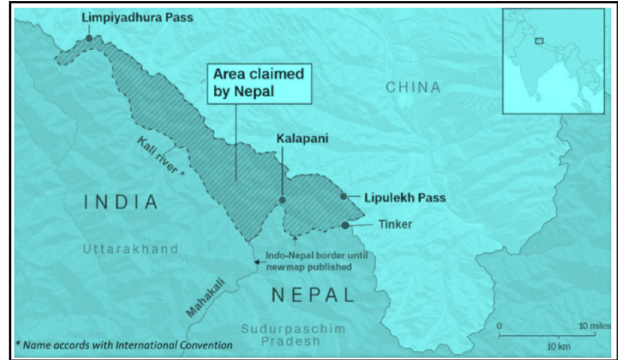 Limpiyadhura Pass
Area claimed
by Nepal
CHINA
Kali river *
Kalapani
INDIA
Lipulekh Pass
Tinker
Uttarakhand
Indo-Nepal border until
new map published
Mahakali
NEPAL
Sudurpaschim
Pradesh
0 10 miles
10 km
* Name accords with International Convention